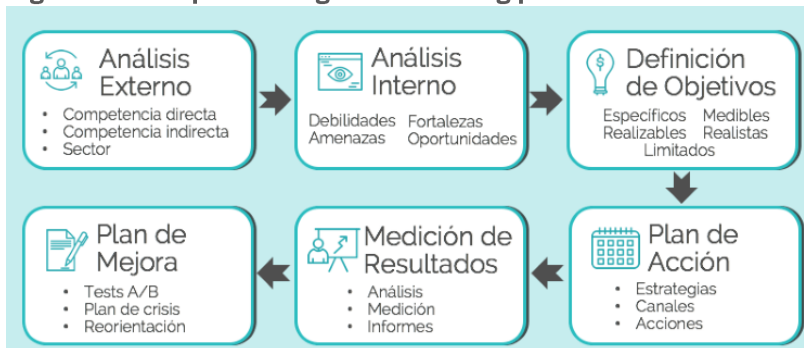 Análisis
Externo
• Competencia directa
• Competencia indirecta
• Sector
Análisis
Interno
Debilidades Fortalezas
Amenazas Oportunidades
Definición
de Objetivos
Específicos Medibles
Realizables Realistas
Limitados
Plan de
Acción
• Estrategias
• Canales
• Acciones
Medición de
Resultados
• Análisis
• Medición
• Informes
Plan de
Mejora
• Tests A/B
• Plan de crisis
• Reorientación